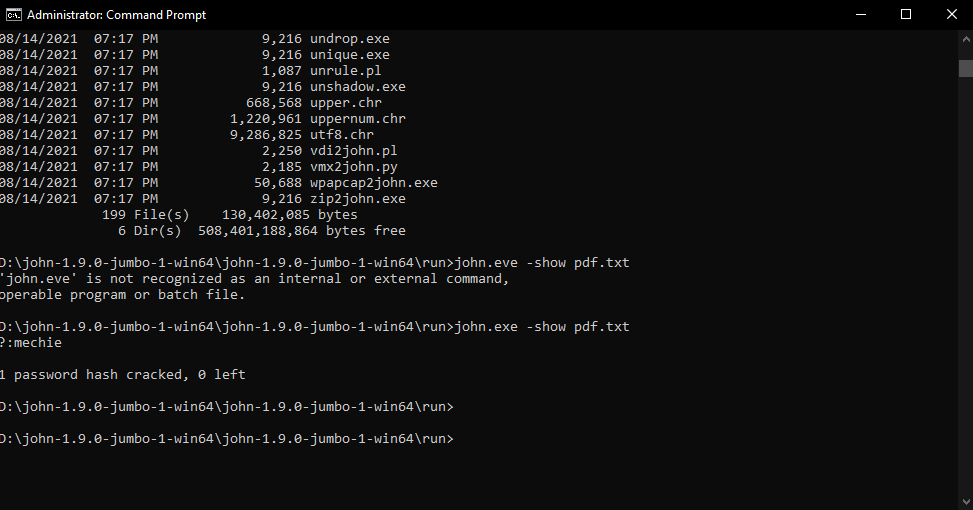 Administrator: Command Prompt
08/14/2021  07:17 PM             9,216 undrop.exe
08/14/2021  07:17 PM             9,216 unique.exe
08/14/2021  07:17 PM             1,087 unrule.pl
08/14/2021  07:17 PM             9,216 unshadow.exe
08/14/2021  07:17 PM           668,568 upper.chr
08/14/2021  07:17 PM         1,220,961 uppernum.chr
08/14/2021  07:17 PM         9,286,825 utf8.chr
08/14/2021  07:17 PM             2,250 vdi2john.pl
08/14/2021  07:17 PM             2,185 vmx2john.py
08/14/2021  07:17 PM            50,688 wpapcap2john.exe
08/14/2021  07:17 PM             9,216 zip2john.exe
             199 File(s)    130,402,085 bytes
               6 Dir(s)  508,401,188,864 bytes free
D:\john-1.9.0-jumbo-1-win64\john-1.9.0-jumbo-1-win64\run>john.eve -show pdf.txt
'john.eve' is not recognized as an internal or external command,
operable program or batch file.
D:\john-1.9.0-jumbo-1-win64\john-1.9.0-jumbo-1-win64\run>john.exe -show pdf.txt
?:mechie
1 password hash cracked, 0 left
D:\john-1.9.0-jumbo-1-win64\john-1.9.0-jumbo-1-win64\run>
D:\john-1.9.0-jumbo-1-win64\john-1.9.0-jumbo-1-win64\run>